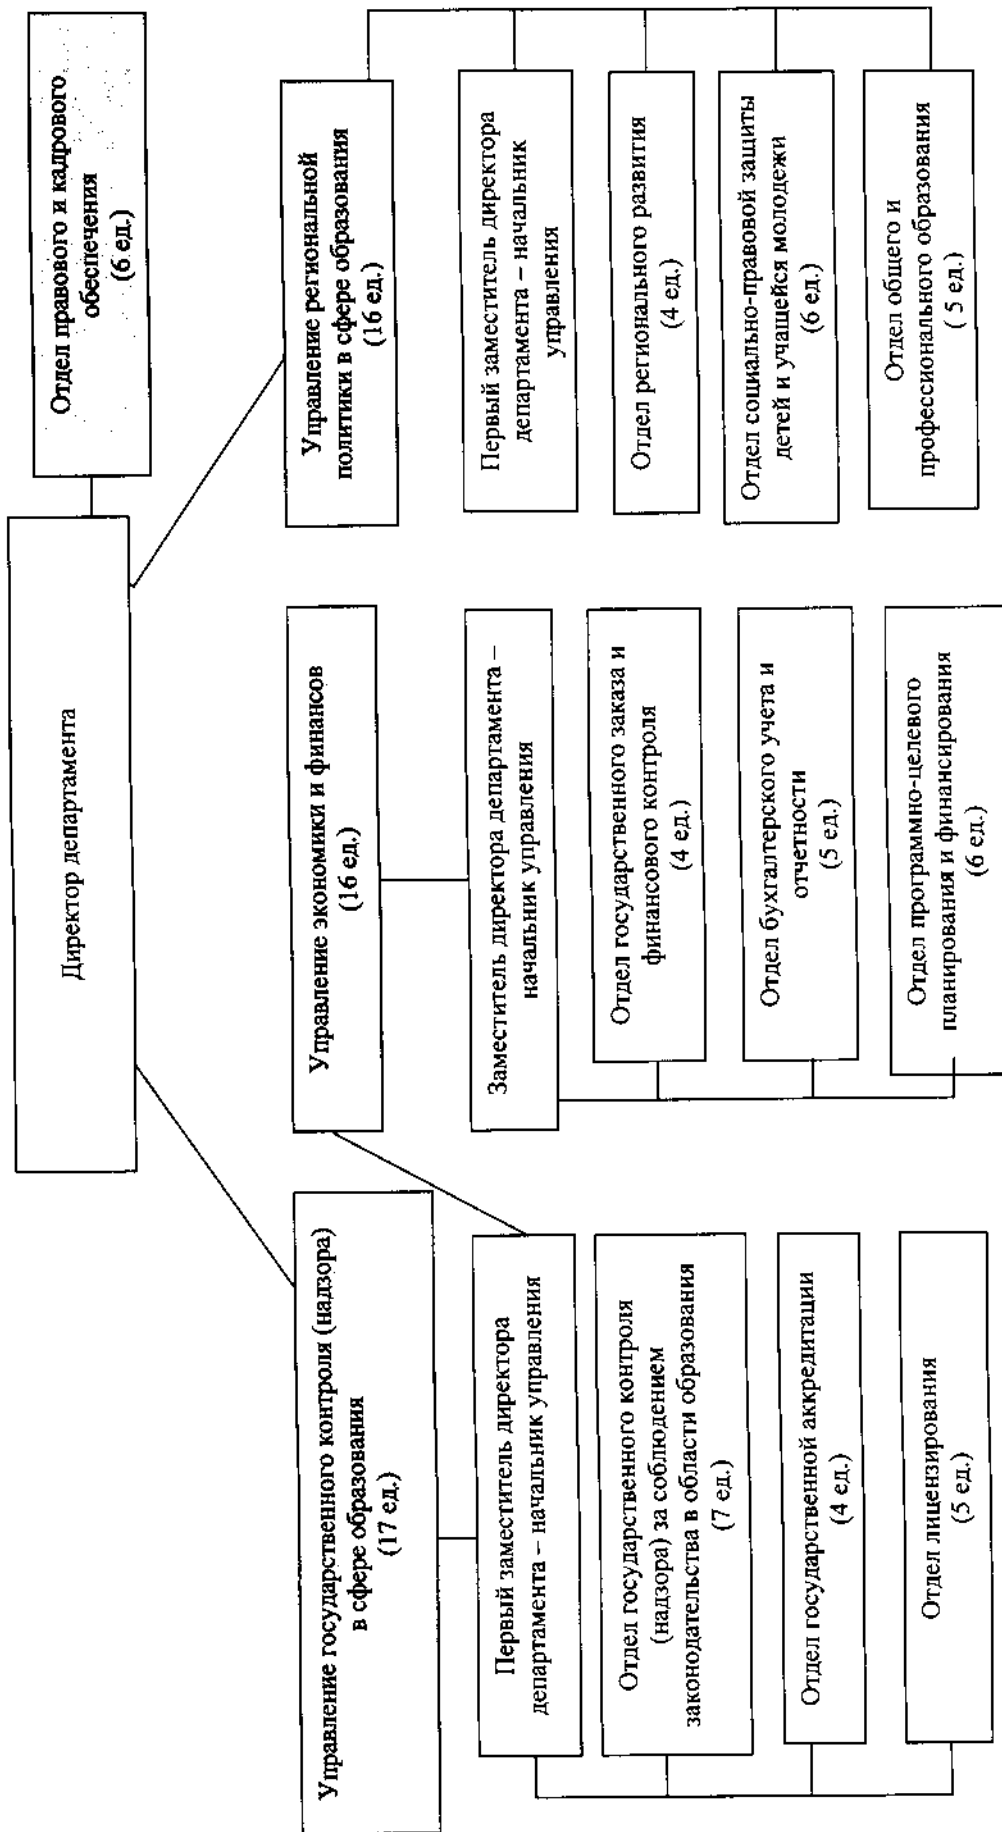 Директор департамента
Отдел правового и кадрового
обеспечения
(6 ед.)
Управление государственного контроля (надзора)
в сфере образования
(17 ед.)
Первый заместитель директора
департамента – начальник управления
Отдел государственного контроля
(надзора) за соблюдением
законодательства в области образования
(7 ед.)
Отдел государственной аккредитации
(4 ед.)
Отдел лицензирования
(5 ед.)
Управление экономики и финансов
(16 ед.)
Заместитель директора департамента –
начальник управления
Отдел государственного заказа и
финансового контроля
(4 ед.)
Отдел бухгалтерского учета и
отчетности
(5 ед.)
Отдел программно-целевого
планирования и финансирования
(6 ед.)
Управление региональной
политики в сфере образования
(16 ед.)
Первый заместитель директора
департамента – начальник
управления
Отдел регионального развития
(4 ед.)
Отдел социально-правовой защиты
детей и учащейся молодежи
(6 ед.)
Отдел общего и
профессионального образования
( 5 ед.)